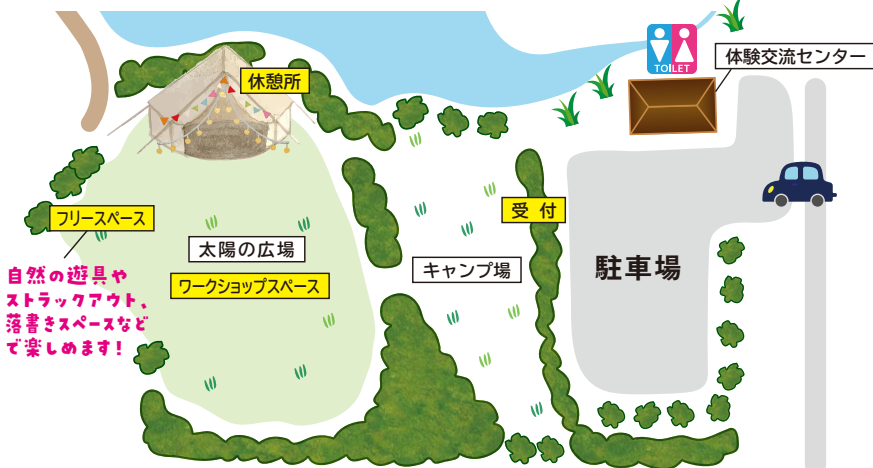 休憩所
TOILET
体験交流センター
フリースペース
受付
太陽の広場
キャンプ場
駐車場
ワークショップスペース
自然の遊具や
ストラックアウト、
落書きスペースなど
で楽しめます!